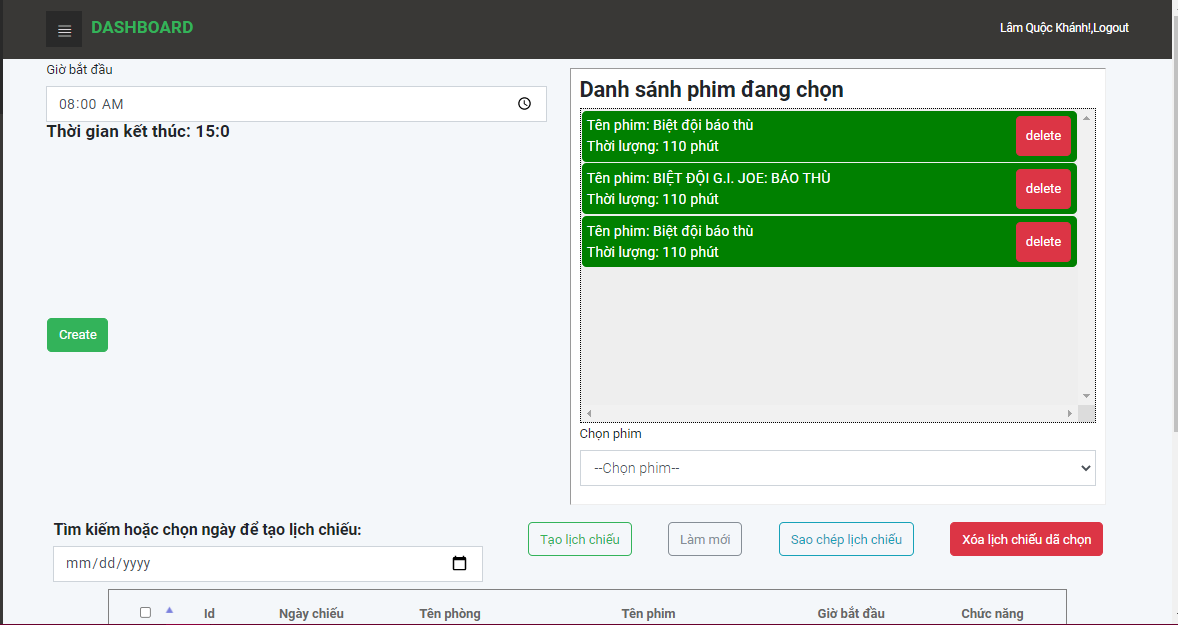 DASHBOARD
Lâm Quốc Khánh!,Logout
Giờ bắt đầu
08:00 AM
Thời gian kết thúc: 15:0
Create
Danh sánh phim đang chọn
Tên phim: Biệt đội báo thù
Thời lượng: 110 phút
delete
Tên phim: BIỆT ĐỘI G.I. JOE: BÁO THÙ
Thời lượng: 110 phút
delete
Tên phim: Biệt đội báo thù
Thời lượng: 110 phút
delete
Chọn phim
--Chọn phim--
Tìm kiếm hoặc chọn ngày để tạo lịch chiếu:
mm/dd/yyyy
Tạo lịch chiếu
Làm mới
Sao chép lịch chiếu
Xóa lịch chiếu đã chọn
Id Ngày chiếu Tên phòng Tên phim Giờ bắt đầu Chức năng